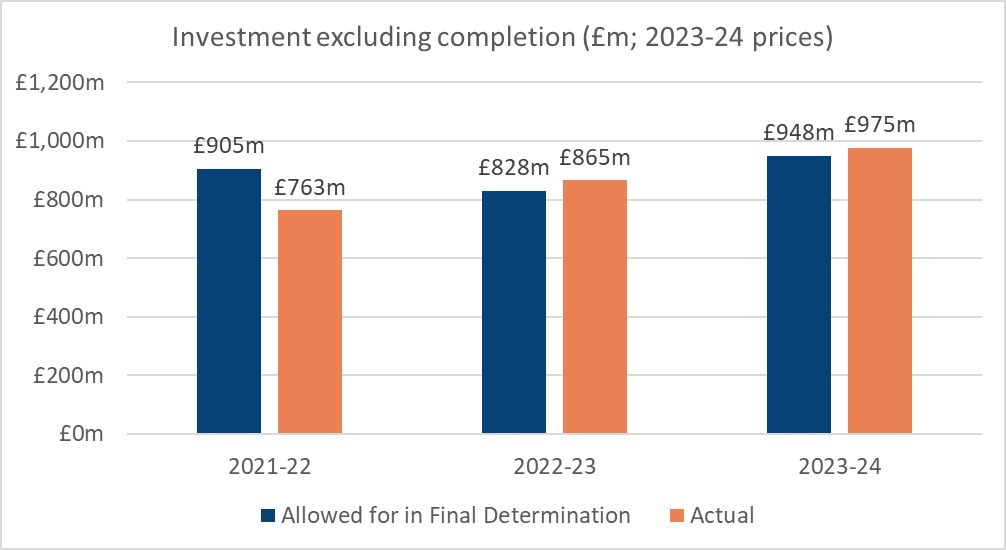 Investment excluding completion (£m; 2023-24 prices)
£1,200m
£1,000m
£800m
£600m
£400m
£200m
£0m
£905m
£763m
£828m
£865m
£948m
£975m
2021-22
2022-23
2023-24
Allowed for in Final Determination
Actual